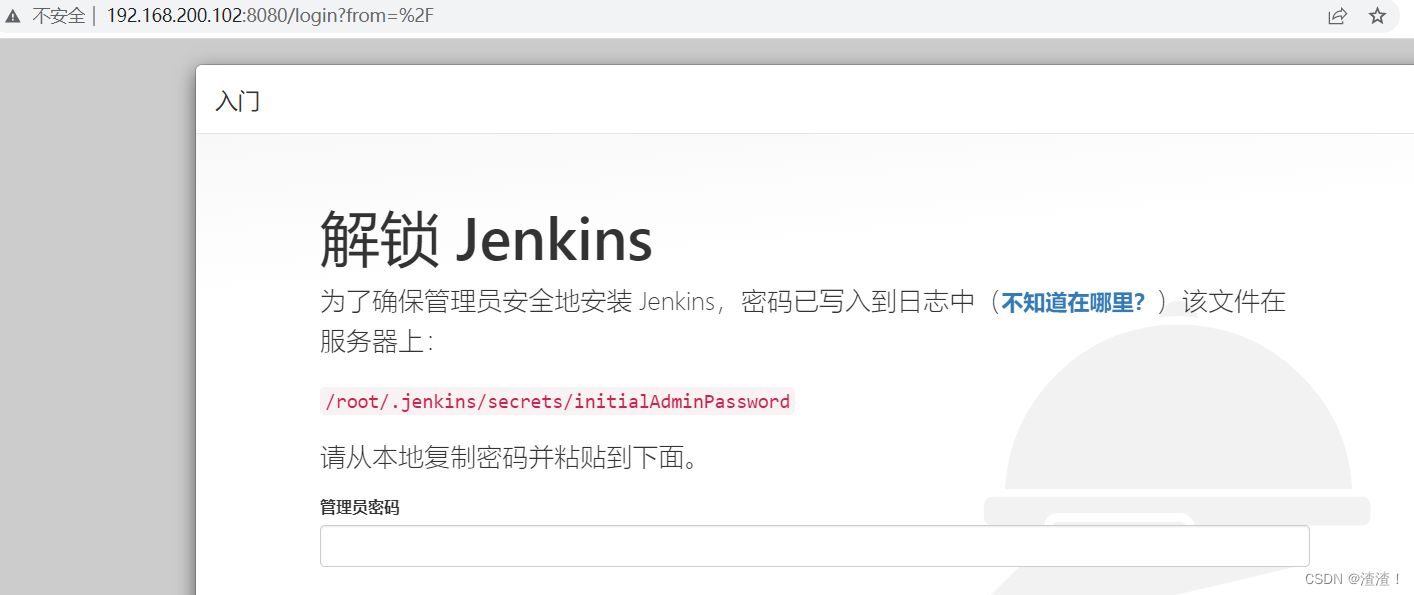 不安全 | 192.168.200.102:8080/login?from=%2F
入门
解锁 Jenkins
为了确保管理员安全地安装 Jenkins，密码已写入到日志中（不知道在哪里？）该文件在
服务器上：
/root/.jenkins/secrets/initialAdminPassword
请从本地复制密码并粘贴到下面。
管理员密码
CSDN @渣渣！